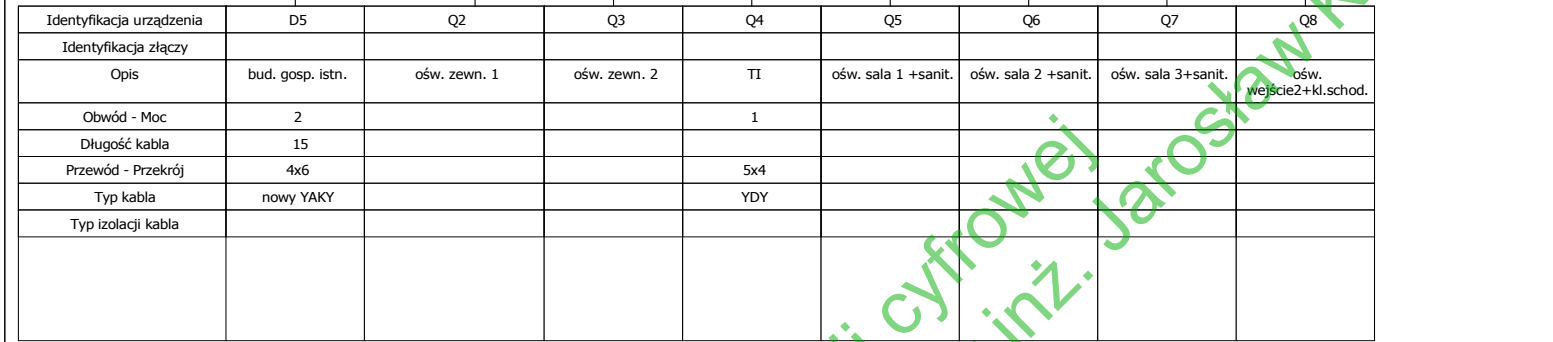 Identyfikacja urządzenia D5 Q2 Q3 Q4 Q5 Q6 Q7 Q8
Identyfikacja złączy
Opis bud. gosp. istn. ośw. zewn. 1 ośw. zewn. 2 TI ośw. sala 1 +sanit. ośw. sala 2 +sanit. ośw. sala 3+sanit. ośw. wejście2+kl.schod.
Obwód - Moc 2 1
Długość kabla 15
Przewód - Przekrój 4x6 5x4
Typ kabla nowy YAKY YDY
Typ izolacji kabla
cyfrowej
inż. Jarosław